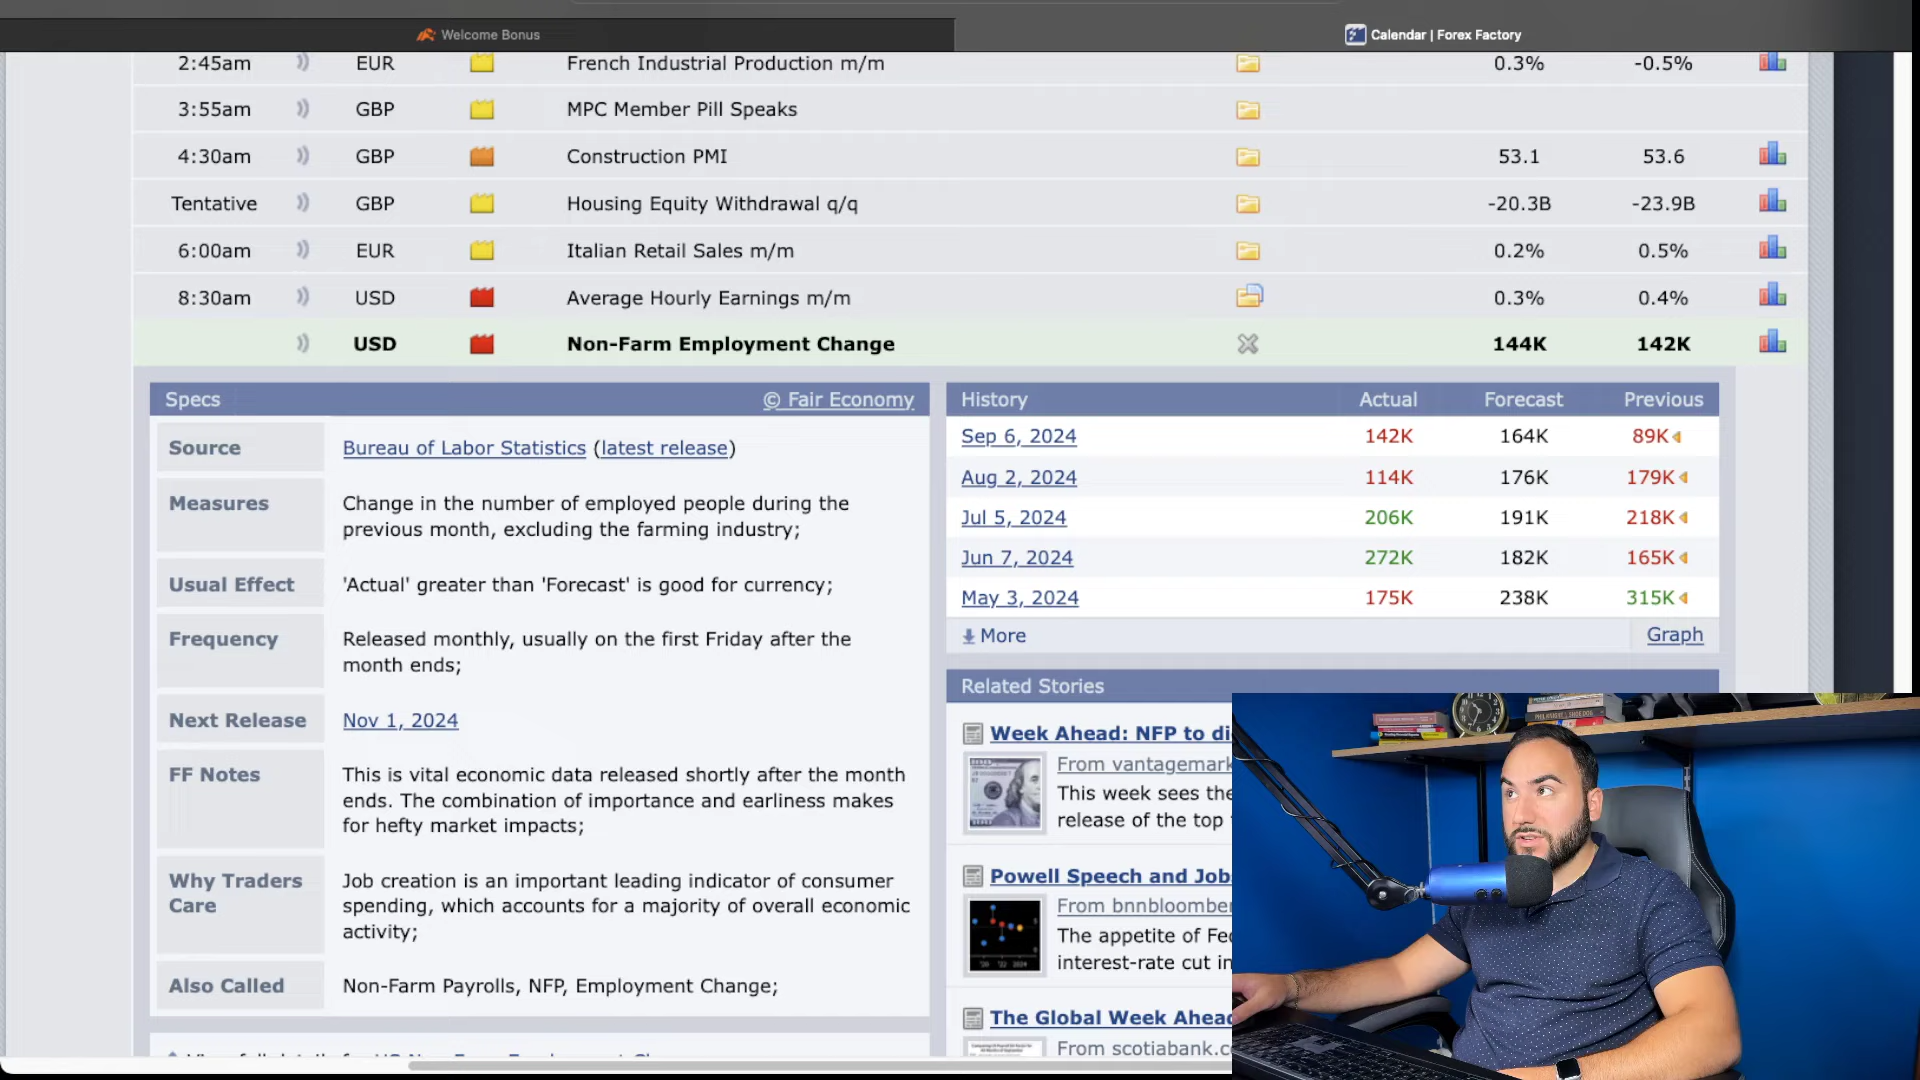 Welcome Bonus
Calendar | Forex Factory
2:45am EUR French Industrial Production m/m 0.3% -0.5%
3:55am GBP MPC Member Pill Speaks
4:30am GBP Construction PMI 53.1 53.6
Tentative GBP Housing Equity Withdrawal q/q -20.3B -23.9B
6:00am EUR Italian Retail Sales m/m 0.2% 0.5%
8:30am USD Average Hourly Earnings m/m 0.3% 0.4%
USD Non-Farm Employment Change 144K 142K
Specs © Fair Economy
Source Bureau of Labor Statistics (latest release)
Measures Change in the number of employed people during the
previous month, excluding the farming industry;
Usual Effect 'Actual' greater than 'Forecast' is good for currency;
Frequency Released monthly, usually on the first Friday after the
month ends;
Next Release Nov 1, 2024
FF Notes This is vital economic data released shortly after the month
ends. The combination of importance and earliness makes
for hefty market impacts;
Why Traders
Care
Job creation is an important leading indicator of consumer
spending, which accounts for a majority of overall economic
activity;
Also Called Non-Farm Payrolls, NFP, Employment Change;
History Actual Forecast Previous
Sep 6, 2024 142K 164K 89K
Aug 2, 2024 114K 176K 179K
Jul 5, 2024 206K 191K 218K
Jun 7, 2024 272K 182K 165K
May 3, 2024 175K 238K 315K
More Graph
Related Stories
Week Ahead: NFP to di
From vantagemark
This week sees the
release of the top
Powell Speech and Job
From bnnbloomber
The appetite of Fe
interest-rate cut in
The Global Week Ahea
From scotiabank.c